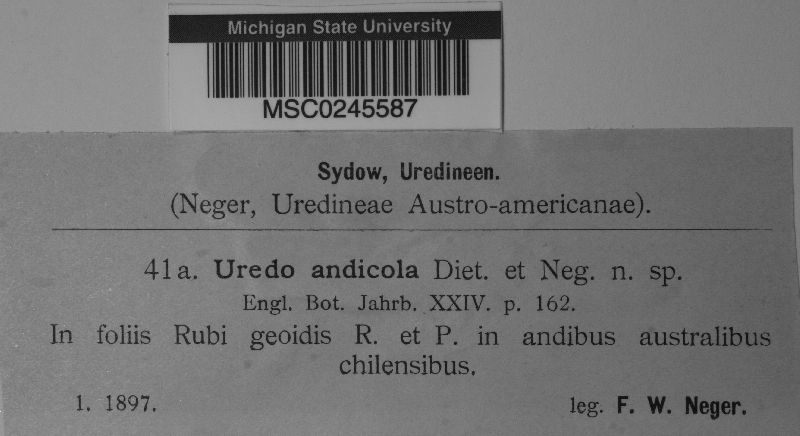 Michigan State University
MSC0245587
Sydow, Uredineen.
(Neger, Uredineae Austro-americanae).
41a. Uredo andicola Diet. et Neg. n. sp.
Engl. Bot. Jahrb. XXIV. p. 162.
In foliis Rubi geoidis R. et P. in andibus australibus
chilensibus.
1. 1897. leg. F. W. Neger.